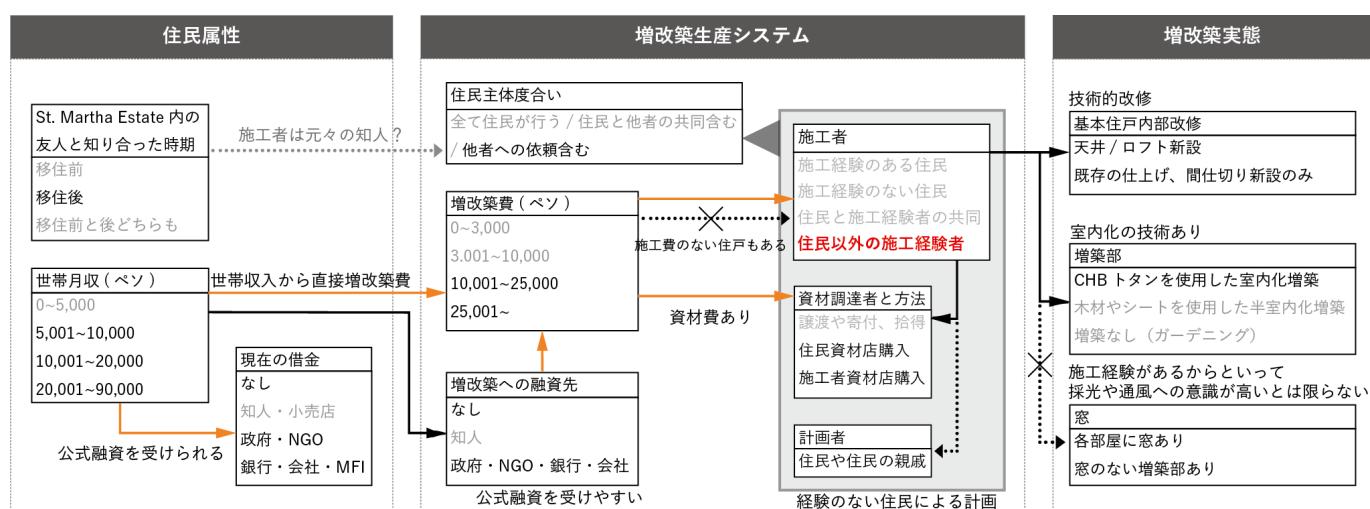 住民属性
St. Martha Estate 内の
友人と知り合った時期
移住前
移住後
移住前と後どちらも
施工者は元々の知人？
世帯月収 ( ペソ )
0~5,000
5,001~10,000
10,001~20,000
20,001~90,000
世帯収入から直接増改築費
公式融資を受けられる
現在の借金
なし
知人・小売店
政府・NGO
銀行・会社・MFI
増改築生産システム
住民主体度合い
全て住民が行う / 住民と他者の共同含む
/ 他者への依頼含む
増改築費 ( ペソ )
0~3,000
3.001~10,000
10,001~25,000
25,001~
施工費のない住戸もある
資材費あり
増改築への融資先
なし
知人
政府・NGO・銀行・会社
公式融資を受けやすい
施工者
施工経験のある住民
施工経験のない住民
住民と施工経験者の共同
住民以外の施工経験者
資材調達者と方法
譲渡や寄付、拾得
住民資材店購入
施工者資材店購入
計画者
住民や住民の親戚
経験のない住民による計画
増改築実態
技術的改修
基本住戸内部改修
天井 / ロフト新設
既存の仕上げ、間仕切り新設のみ
室内化の技術あり
増築部
CHB トタンを使用した室内化増築
木材やシートを使用した半室内化増築
増築なし（ガーデニング）
施工経験があるからといって
採光や通風への意識が高いとは限らない
窓
各部屋に窓あり
窓のない増築部あり